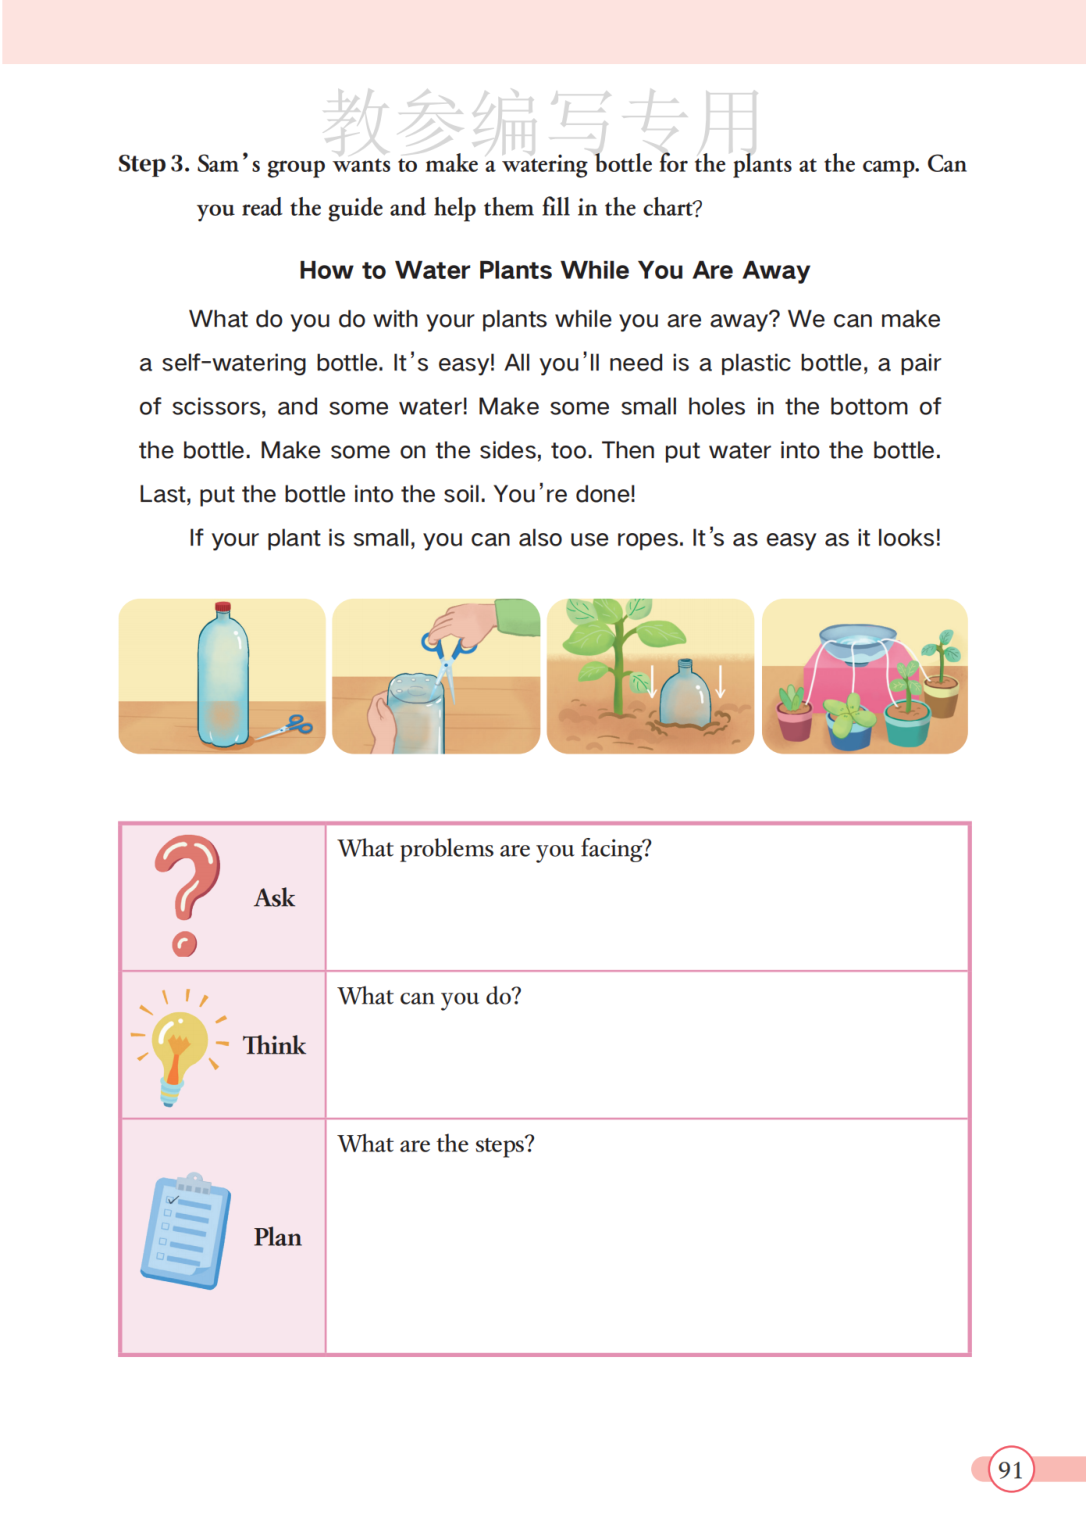 教参编写专用
Step 3. Sam's group wants to make a watering bottle for the plants at the camp. Can
you read the guide and help them fill in the chart?
How to Water Plants While You Are Away
What do you do with your plants while you are away? We can make
a self-watering bottle. It's easy! All you'll need is a plastic bottle, a pair
of scissors, and some water! Make some small holes in the bottom of
the bottle. Make some on the sides, too. Then put water into the bottle.
Last, put the bottle into the soil. You're done!
If your plant is small, you can also use ropes. It's as easy as it looks!
What problems are you facing?
Ask
What can you do?
Think
What are the steps?
Plan
91